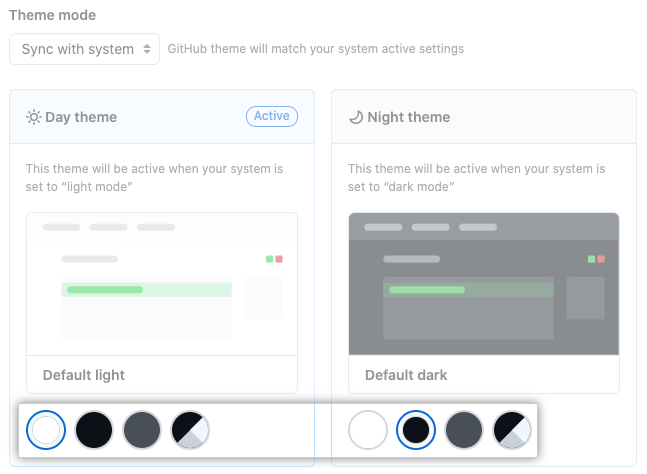 Theme mode
Sync with system
GitHub theme will match your system active settings
Day theme
Active
This theme will be active when your system is
set to “light mode”
Default light
Night theme
This theme will be active when your system is
set to “dark mode”
Default dark